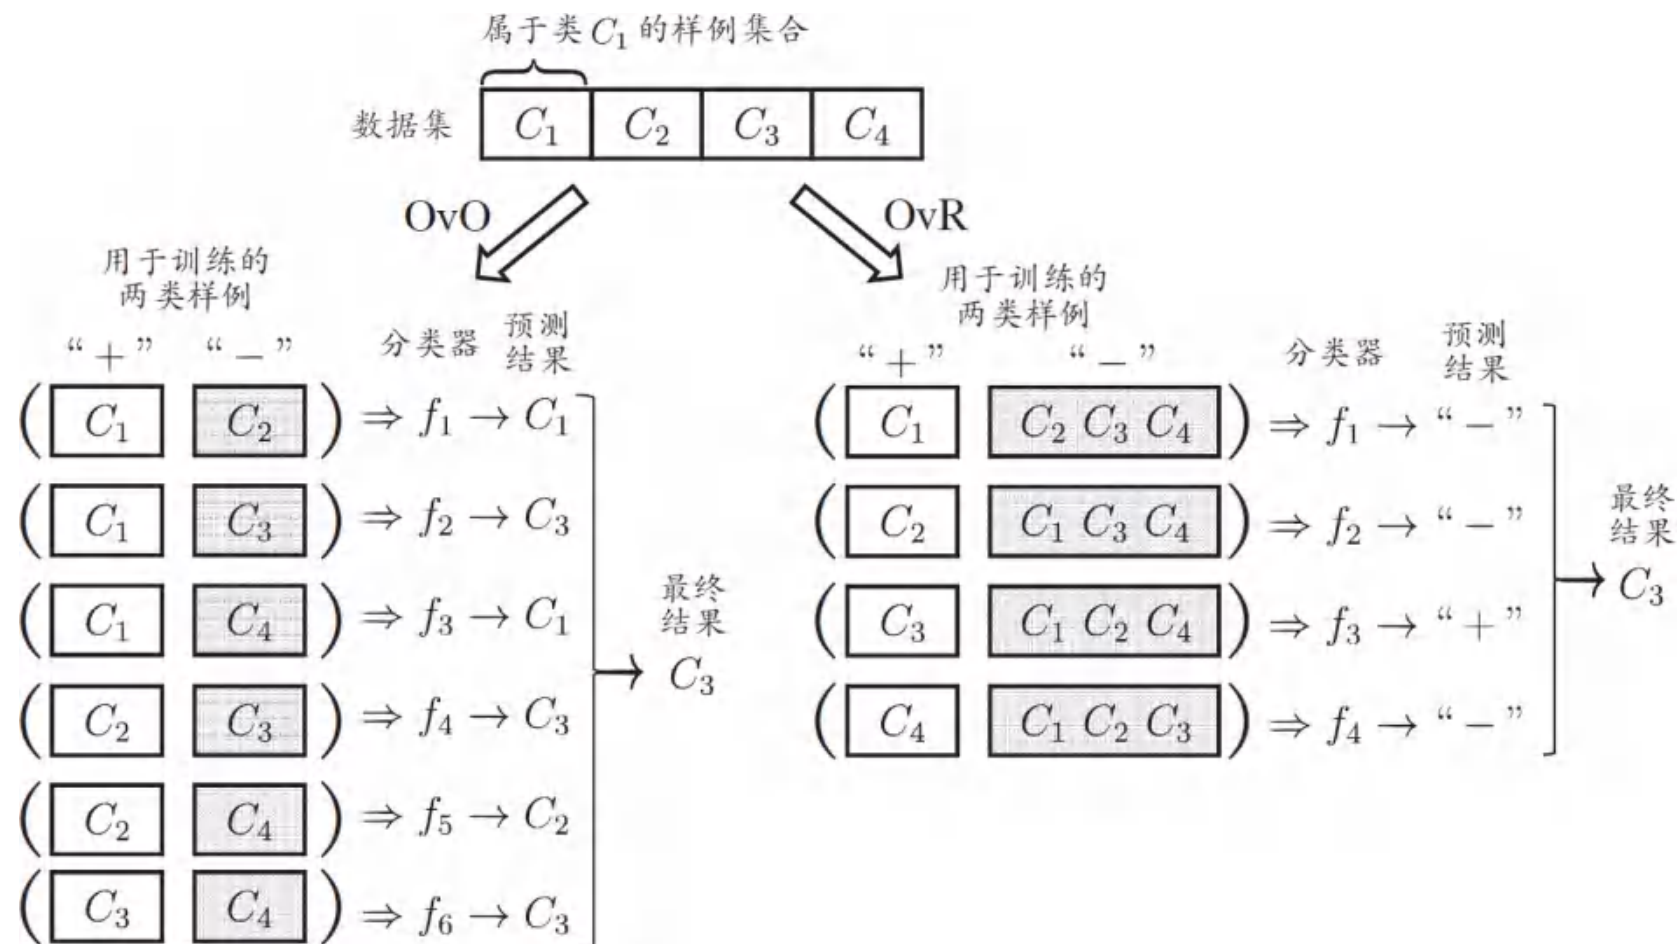 属于类 C₁ 的样例集合
数据集 C₁ C₂ C₃ C₄
OvO
OvR
用于训练的
两类样例
“＋” “－” 分类器 预测
结果
( C₁ C₂ ) ⇒ f₁ → C₁
( C₁ C₃ ) ⇒ f₂ → C₃
( C₁ C₄ ) ⇒ f₃ → C₁
( C₂ C₃ ) ⇒ f₄ → C₃
( C₂ C₄ ) ⇒ f₅ → C₂
( C₃ C₄ ) ⇒ f₆ → C₃
最终
结果
C₃
用于训练的
两类样例
“＋” “－” 分类器 预测
结果
( C₁ C₂ C₃ C₄ ) ⇒ f₁ → “－”
( C₂ C₁ C₃ C₄ ) ⇒ f₂ → “－”
( C₃ C₁ C₂ C₄ ) ⇒ f₃ → “＋”
( C₄ C₁ C₂ C₃ ) ⇒ f₄ → “－”
最终
结果
C₃